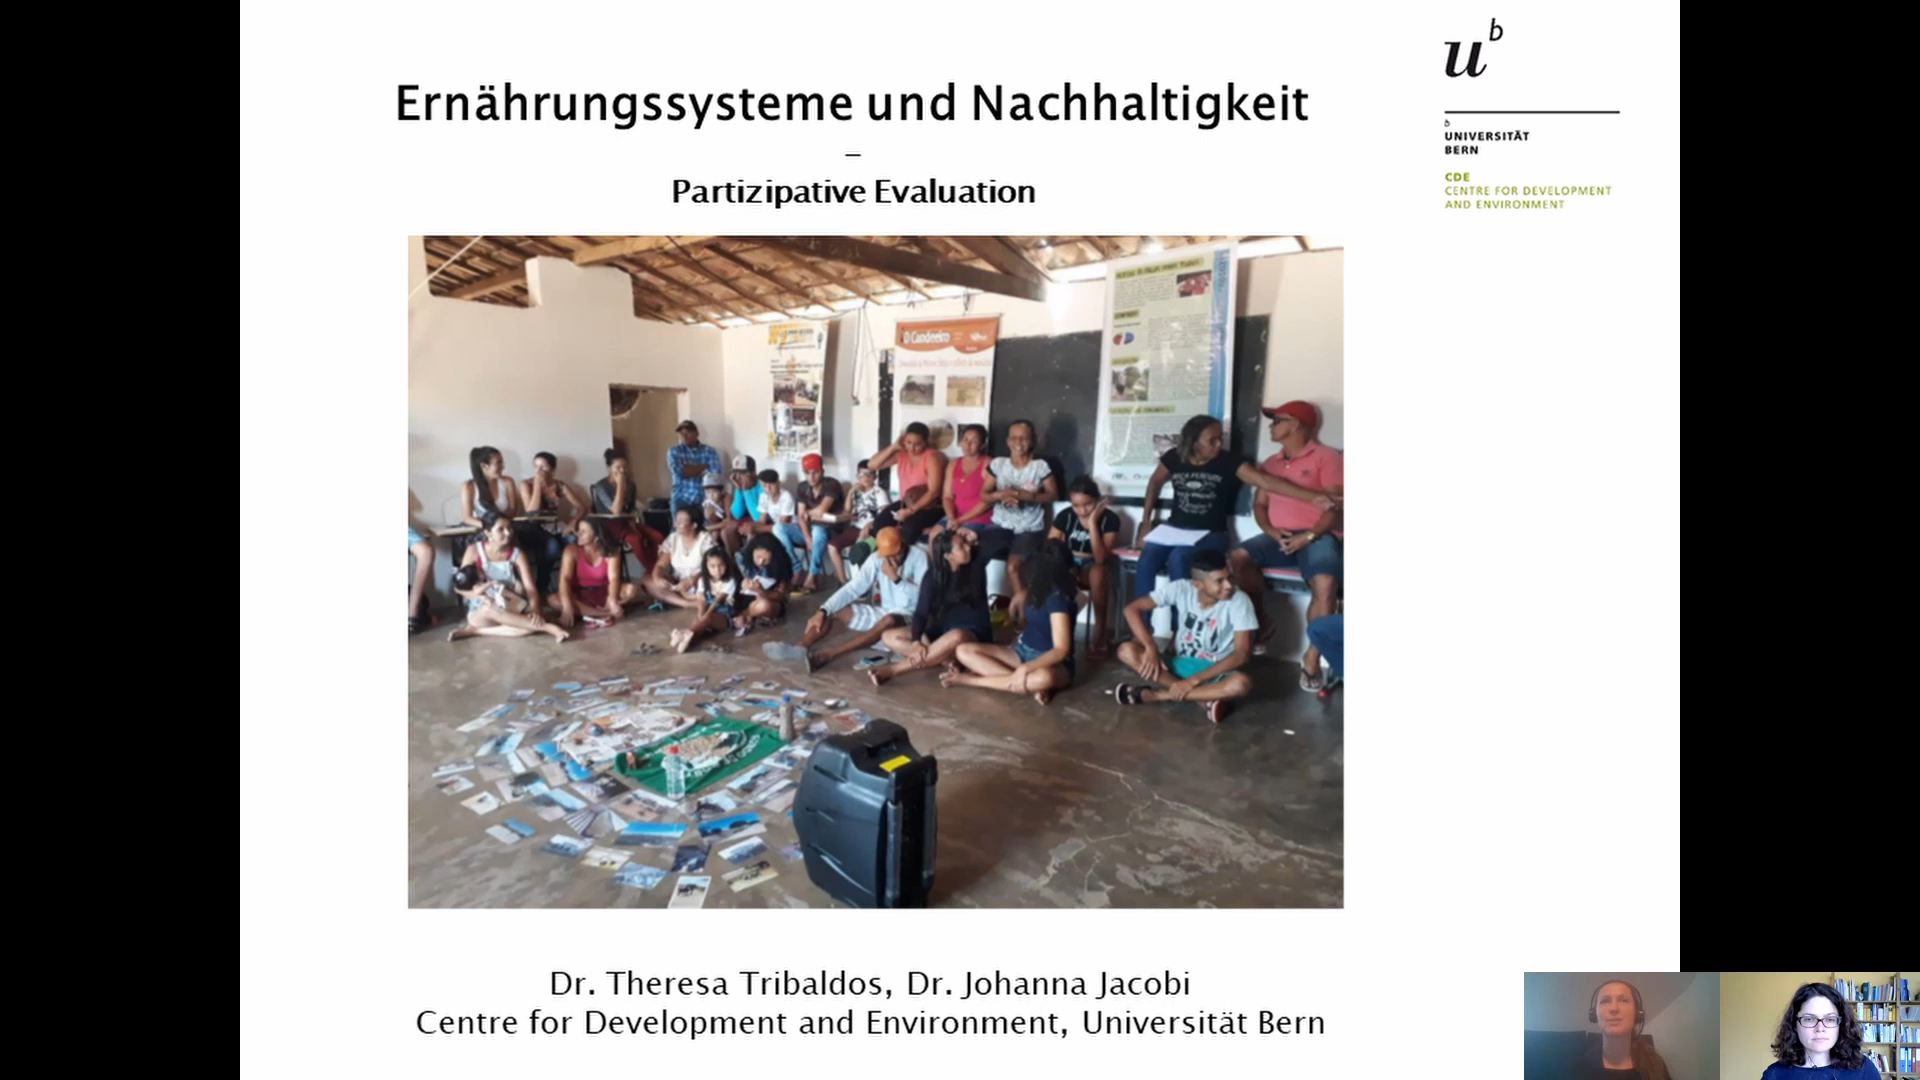 Ernährungssysteme und Nachhaltigkeit
–
Partizipative Evaluation
u b
b
UNIVERSITÄT
BERN
CDE
CENTRE FOR DEVELOPMENT
AND ENVIRONMENT
O Candeeiro
Dr. Theresa Tribaldos, Dr. Johanna Jacobi
Centre for Development and Environment, Universität Bern